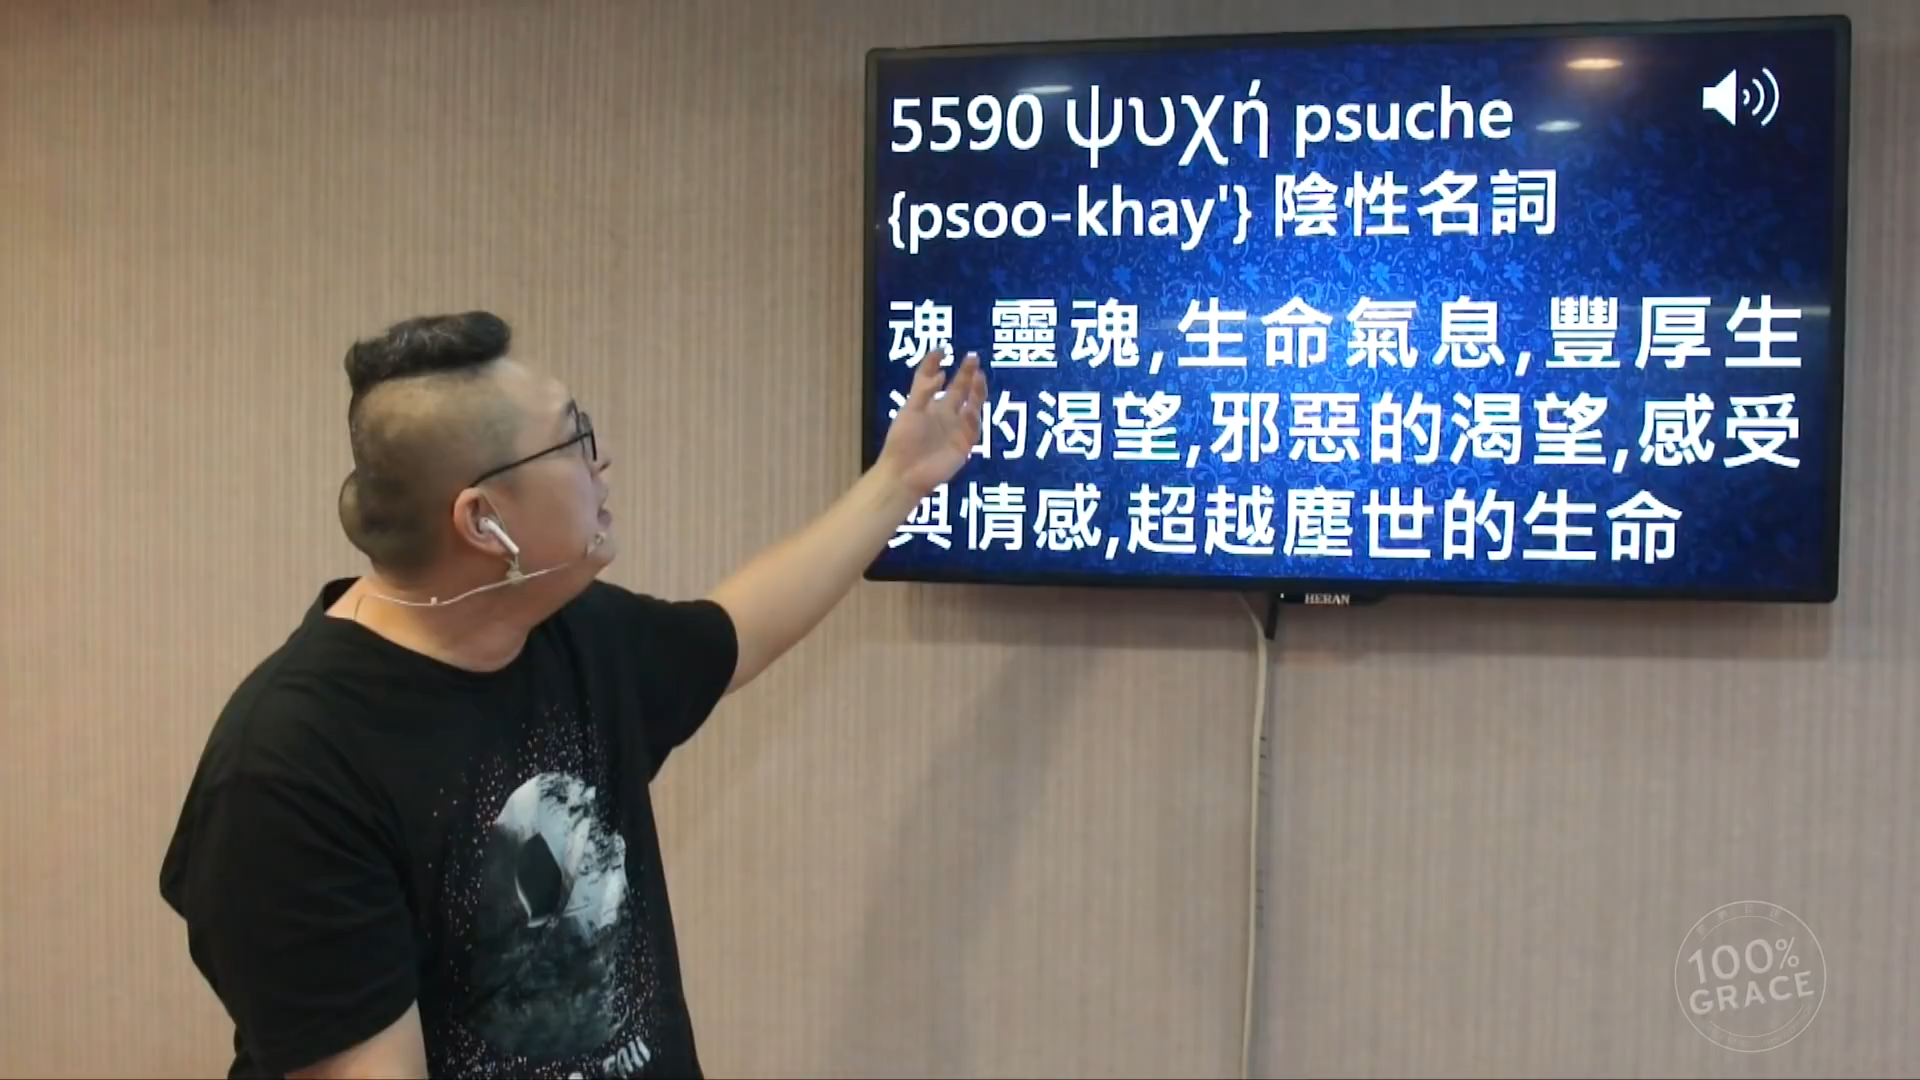 5590 ψυχή psuche
{psoo-khay'} 陰性名詞
魂,靈魂,生命氣息,豐厚生
的渴望,邪惡的渴望,感受
與情感,超越塵世的生命
HERAN
100%
GRACE